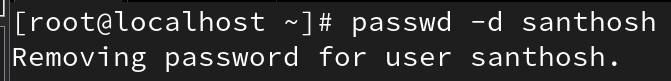 [root@localhost ~]# passwd -d santhosh
Removing password for user santhosh.